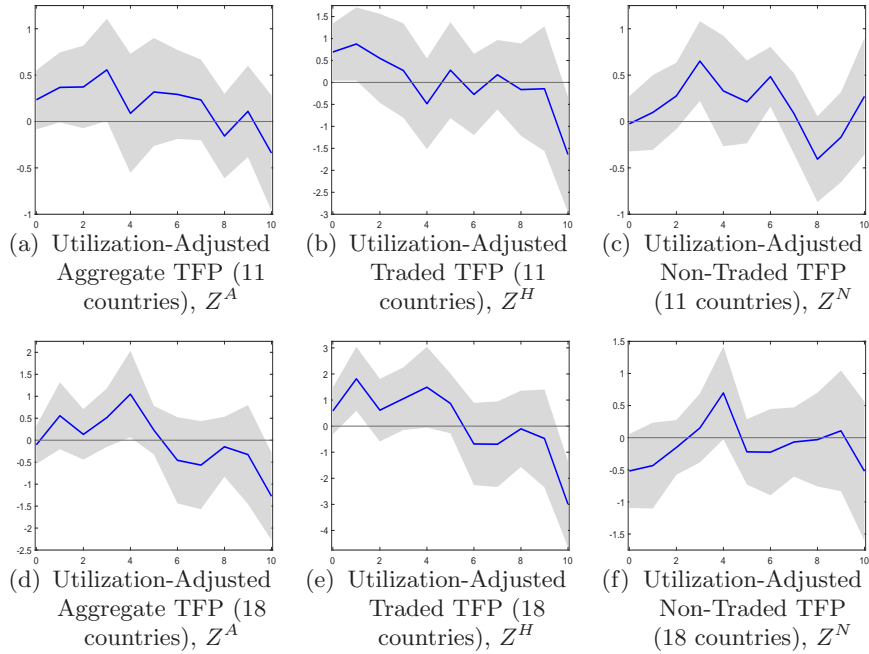 1
0.5
0
-0.5
-1
0 2 4 6 8 10
(a) Utilization-Adjusted
Aggregate TFP (11
countries), Z^A
1.5
1
0.5
0
-0.5
-1
-1.5
-2
-2.5
-3
0 2 4 6 8 10
(b) Utilization-Adjusted
Traded TFP (11
countries), Z^H
1
0.5
0
-0.5
-1
0 2 4 6 8 10
(c) Utilization-Adjusted
Non-Traded TFP
(11 countries), Z^N
2
1.5
1
0.5
0
-0.5
-1
-1.5
-2
-2.5
0 2 4 6 8 10
(d) Utilization-Adjusted
Aggregate TFP (18
countries), Z^A
3
2
1
0
-1
-2
-3
-4
0 2 4 6 8 10
(e) Utilization-Adjusted
Traded TFP (18
countries), Z^H
1.5
1
0.5
0
-0.5
-1
-1.5
0 2 4 6 8 10
(f) Utilization-Adjusted
Non-Traded TFP
(18 countries), Z^N